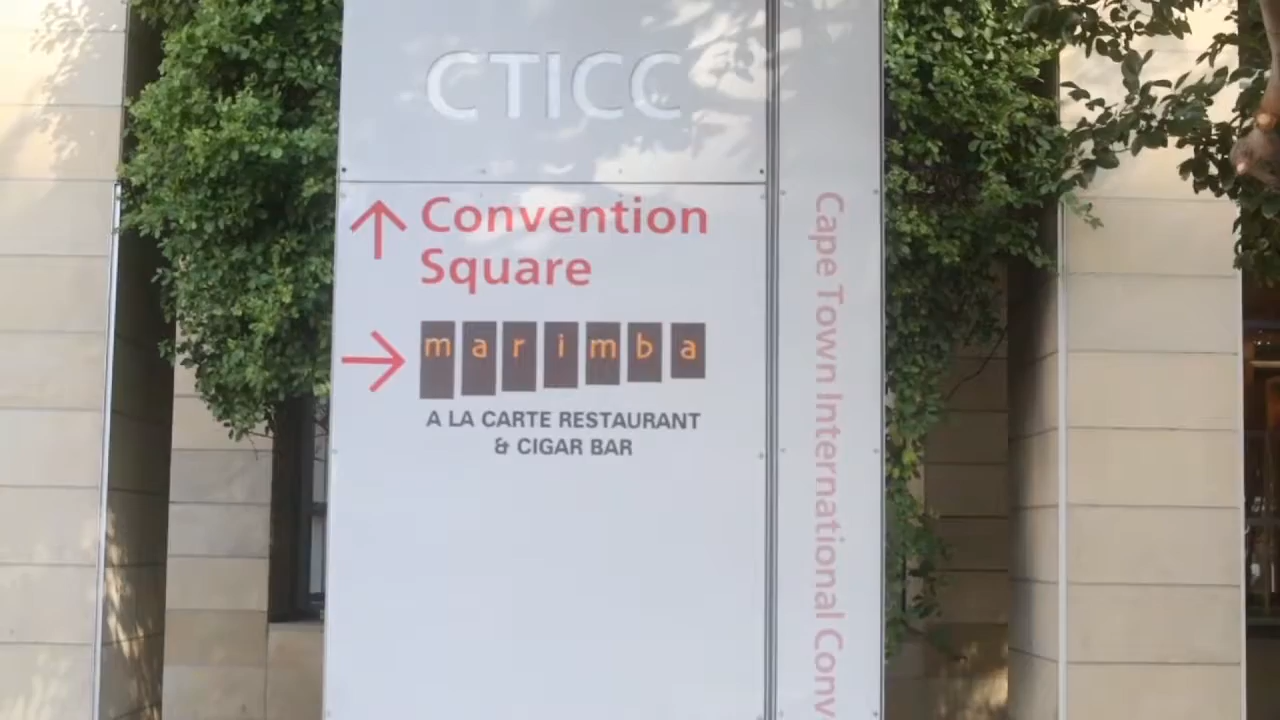 CTICC
Convention
Square
marimba
A LA CARTE RESTAURANT
& CIGAR BAR
Cape Town International Conv